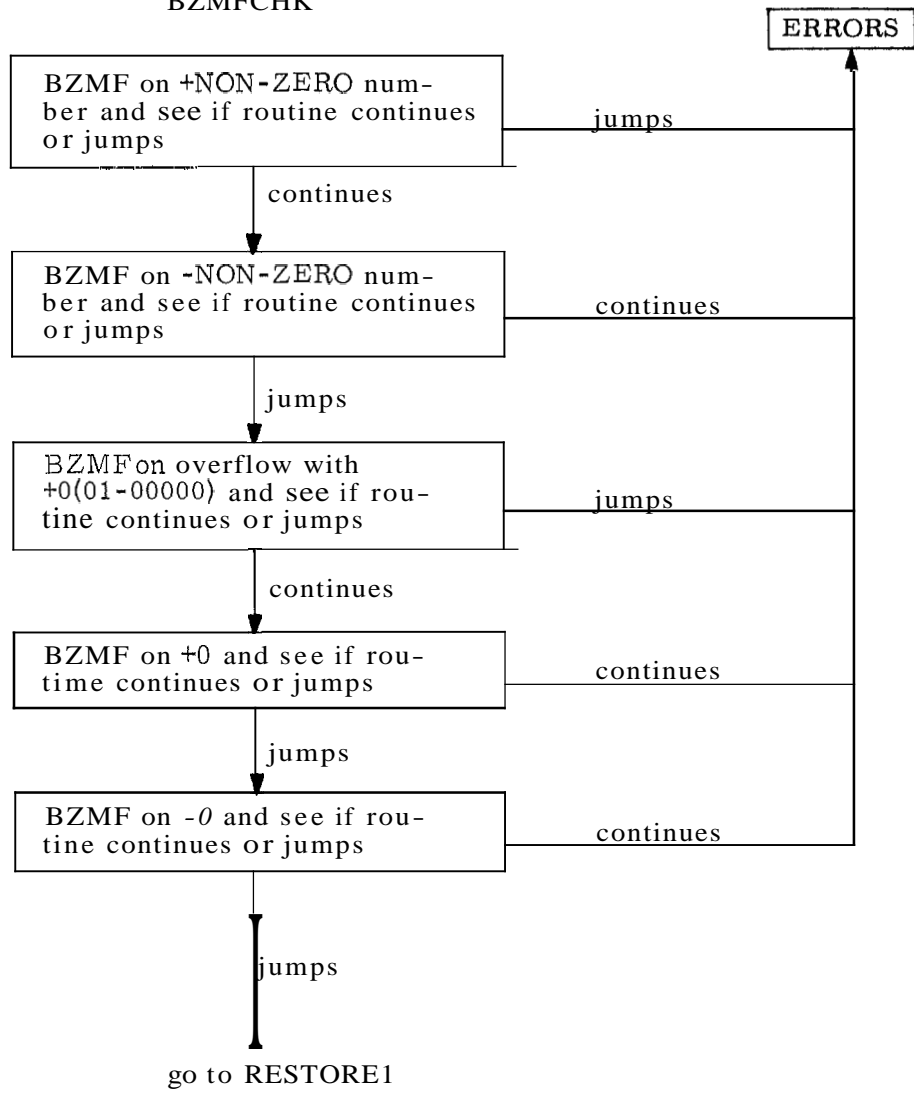 BZMFCHK
ERRORS
BZMF on +NON-ZERO num-
ber and see if routine continues
or jumps
jumps
continues
BZMF on -NON-ZERO num-
ber and see if routine continues
or jumps
continues
jumps
BZMF on overflow with
+0(01-00000) and see if rou-
tine continues or jumps
jumps
continues
BZMF on +0 and see if rou-
time continues or jumps
continues
jumps
BZMF on -0 and see if rou-
tine continues or jumps
continues
jumps
go to RESTORE1